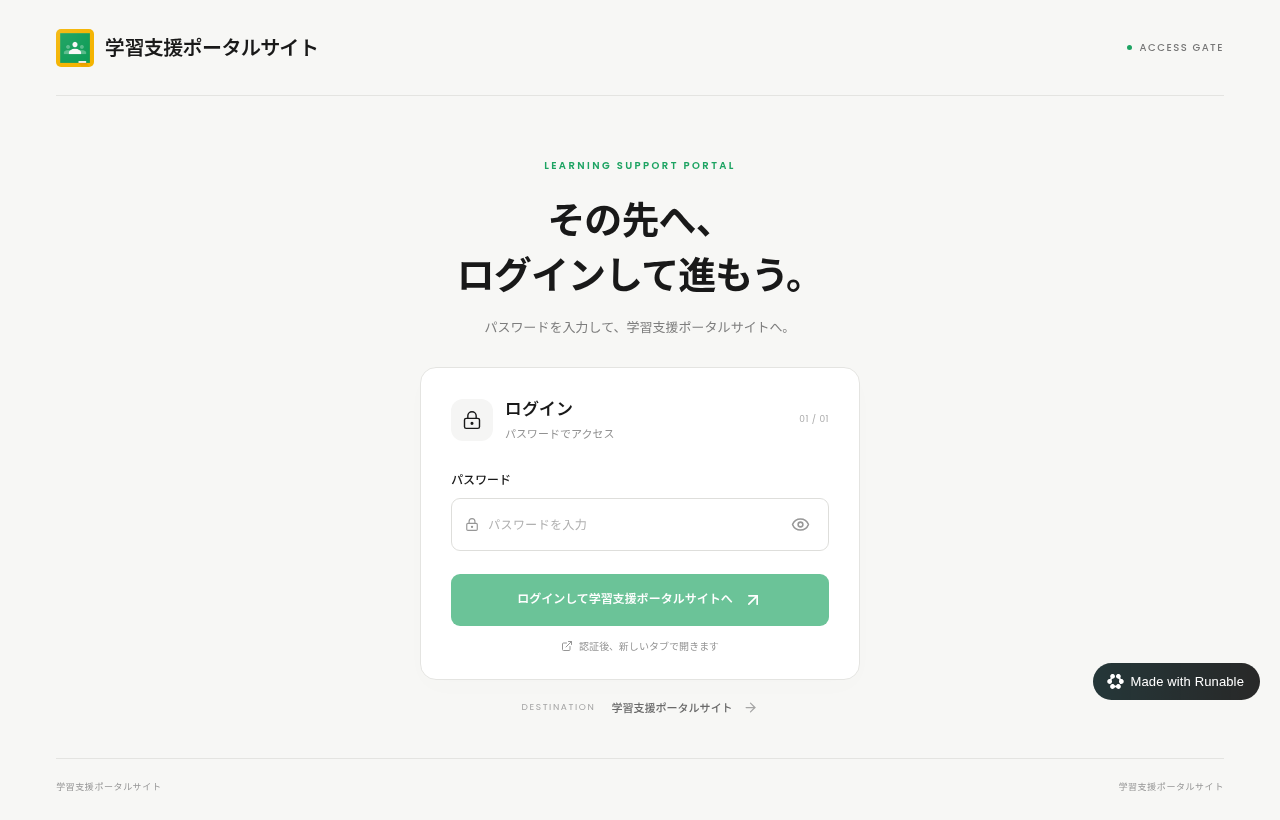 学習支援ポータルサイト
ACCESS GATE
LEARNING SUPPORT PORTAL
その先へ、
ログインして進もう。
パスワードを入力して、学習支援ポータルサイトへ。
ログイン
パスワードでアクセス
01 / 01
パスワード
パスワードを入力
ログインして学習支援ポータルサイトへ
認証後、新しいタブで開きます
Made with Runable
DESTINATION 学習支援ポータルサイト
学習支援ポータルサイト
学習支援ポータルサイト